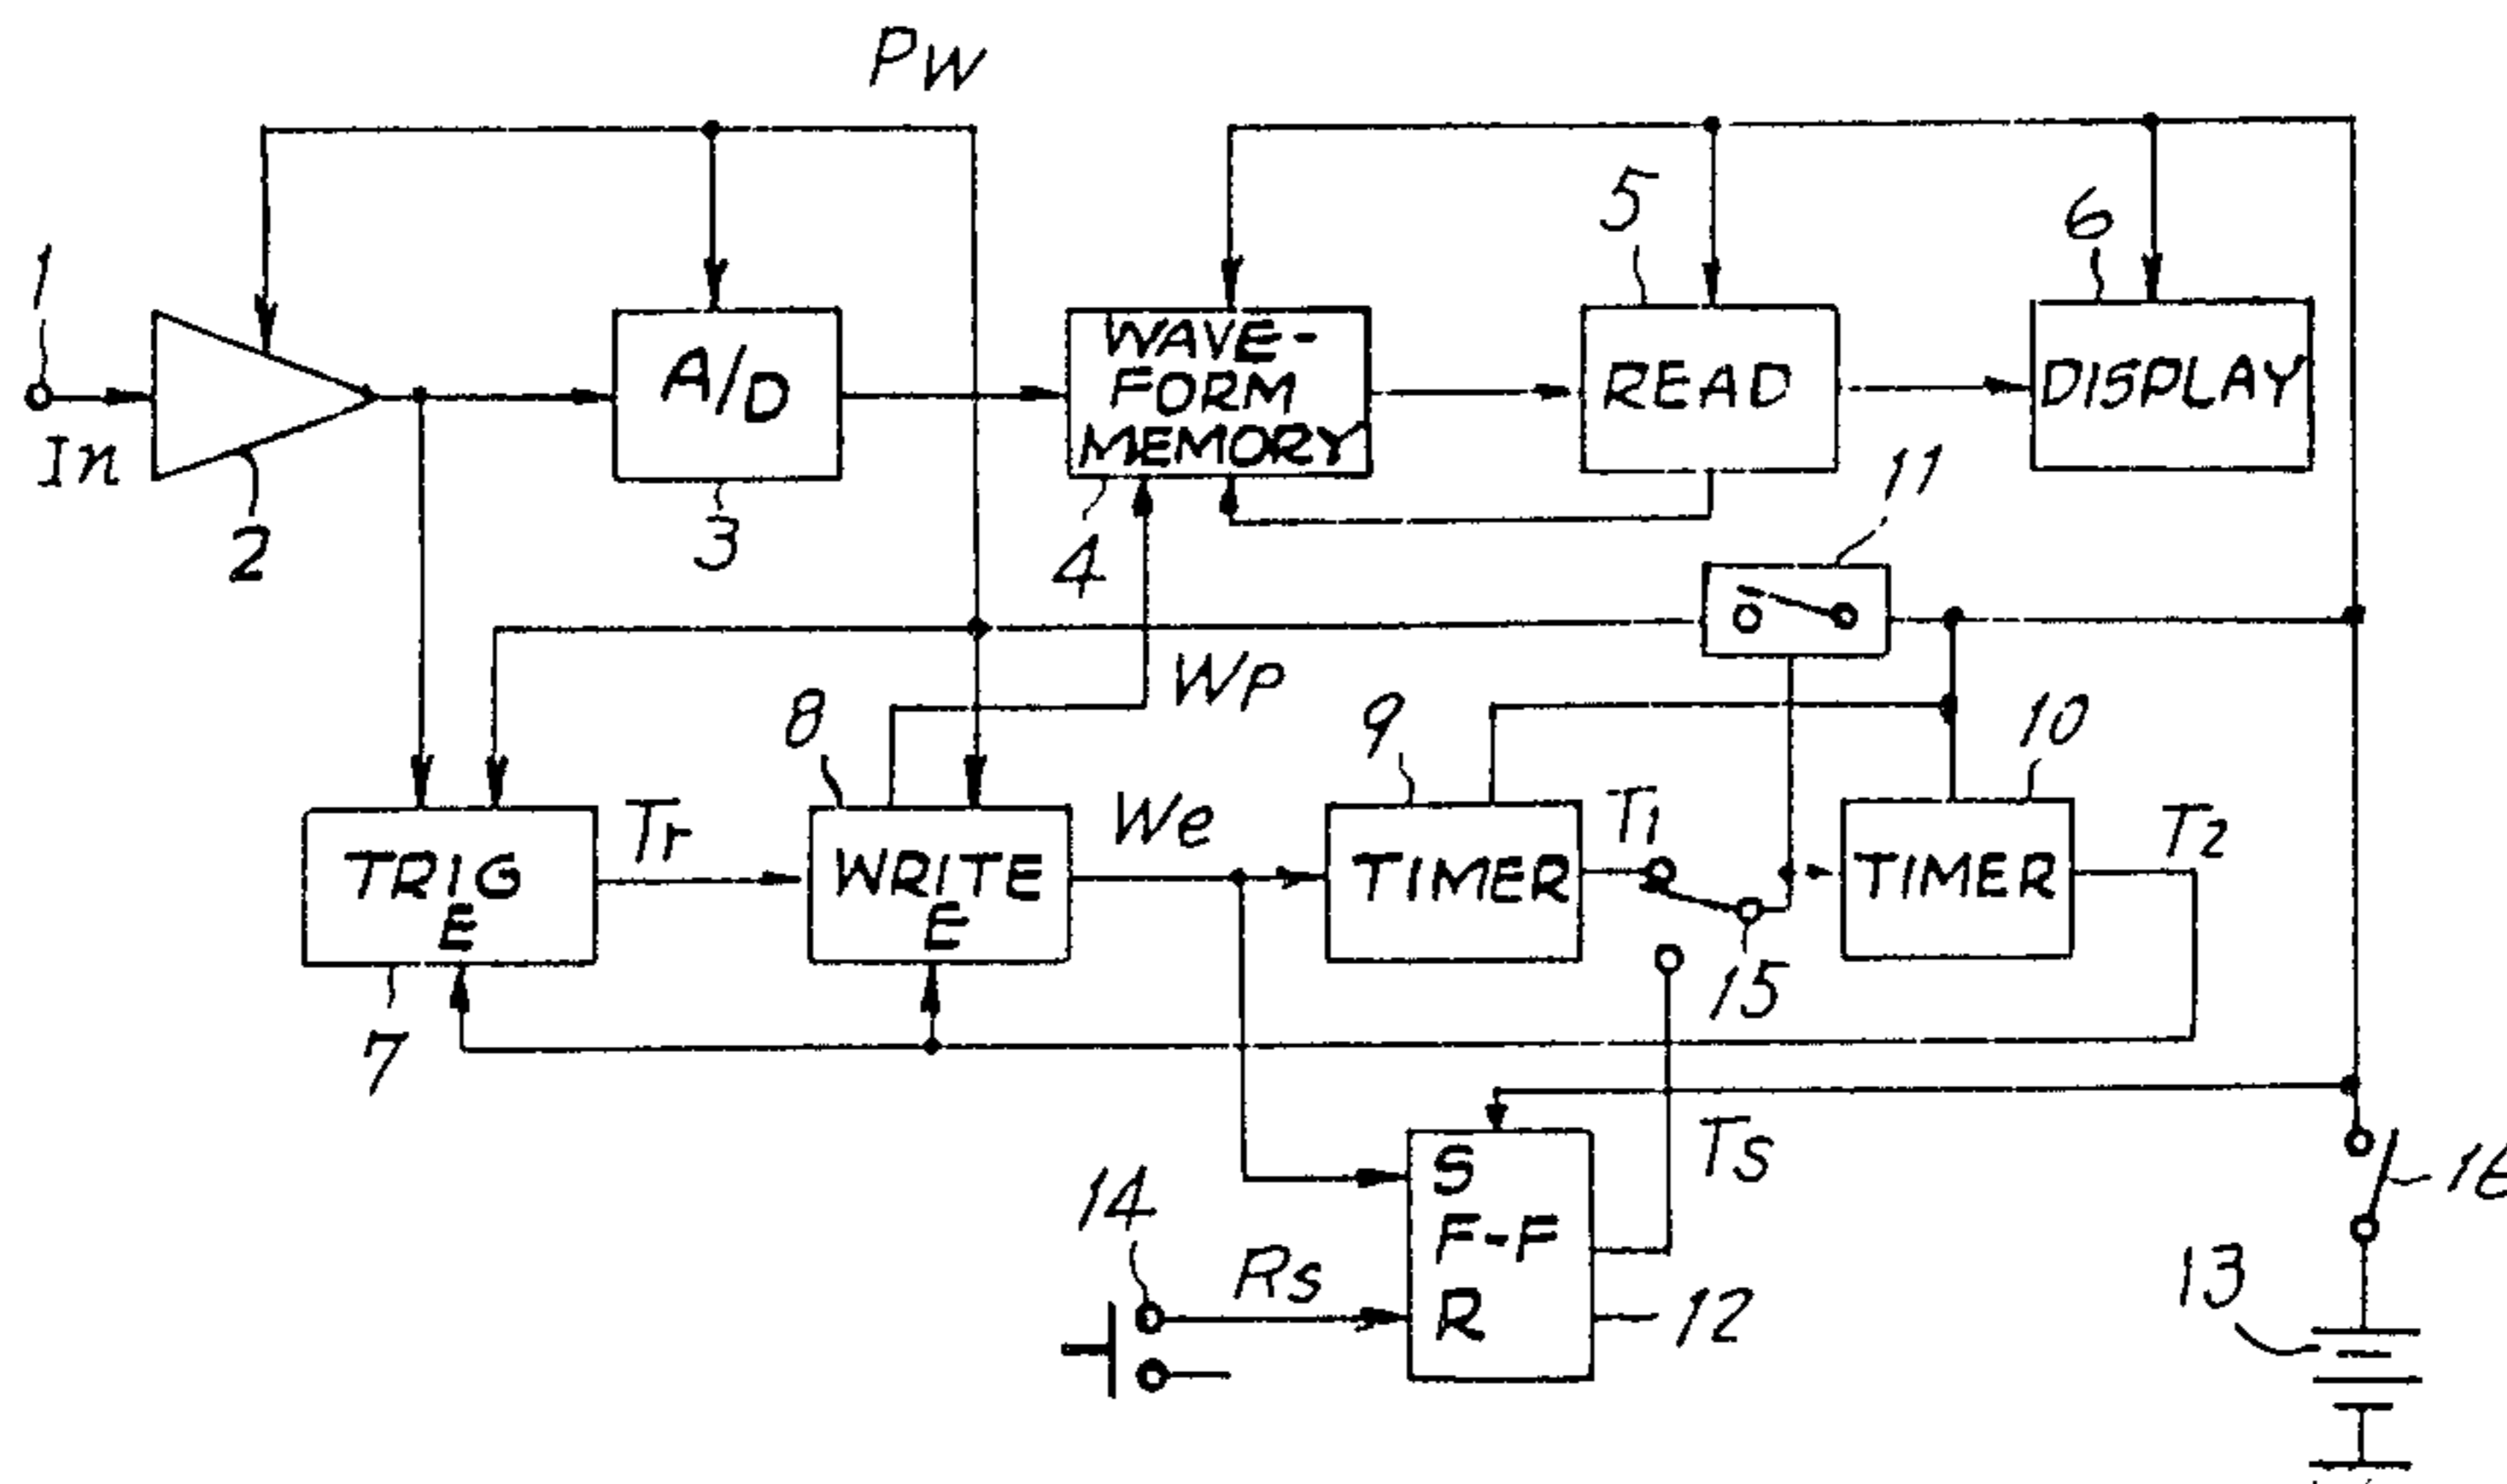 PW
1
In
2
A/D
3
WAVE-
FORM
MEMORY
4
5
READ
6
DISPLAY
11
Wp
8
9
10
TRIG
E
7
Tr
WRITE
E
We
TIMER
T1
15
TIMER
T2
S
F-F
R
Ts
14
Rs
12
13